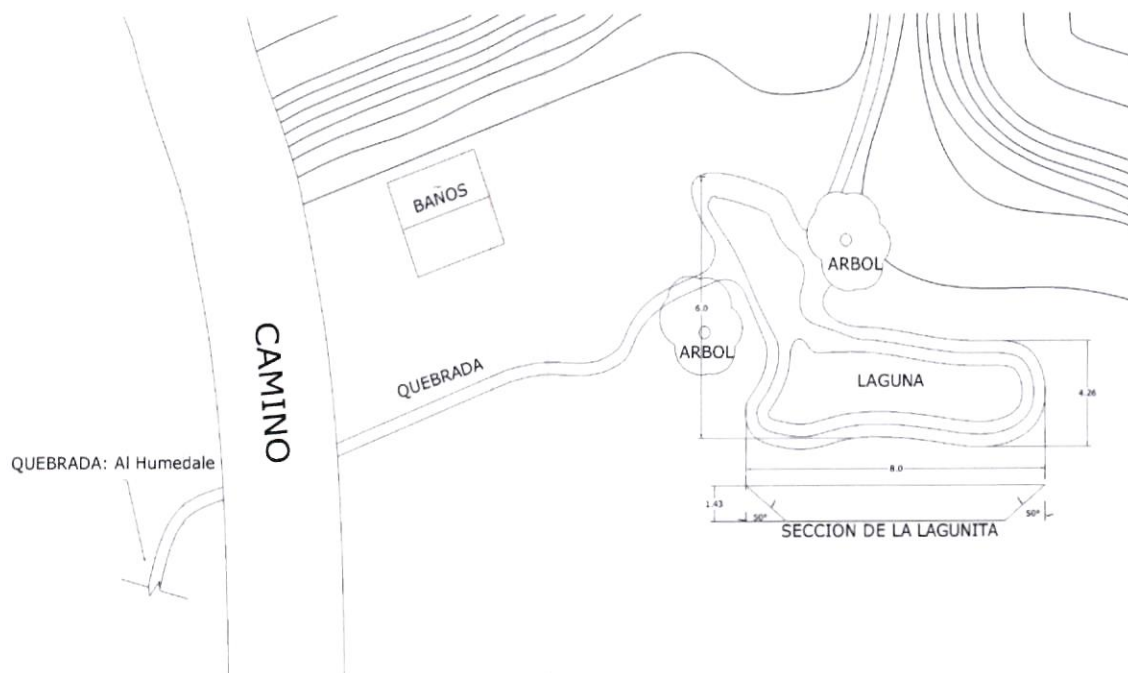 BAÑOS
ARBOL
6.0
ARBOL
CAMINO
QUEBRADA
LAGUNA
4.26
QUEBRADA: Al Humedale
8.0
1.43
50°
50°
SECCION DE LA LAGUNITA